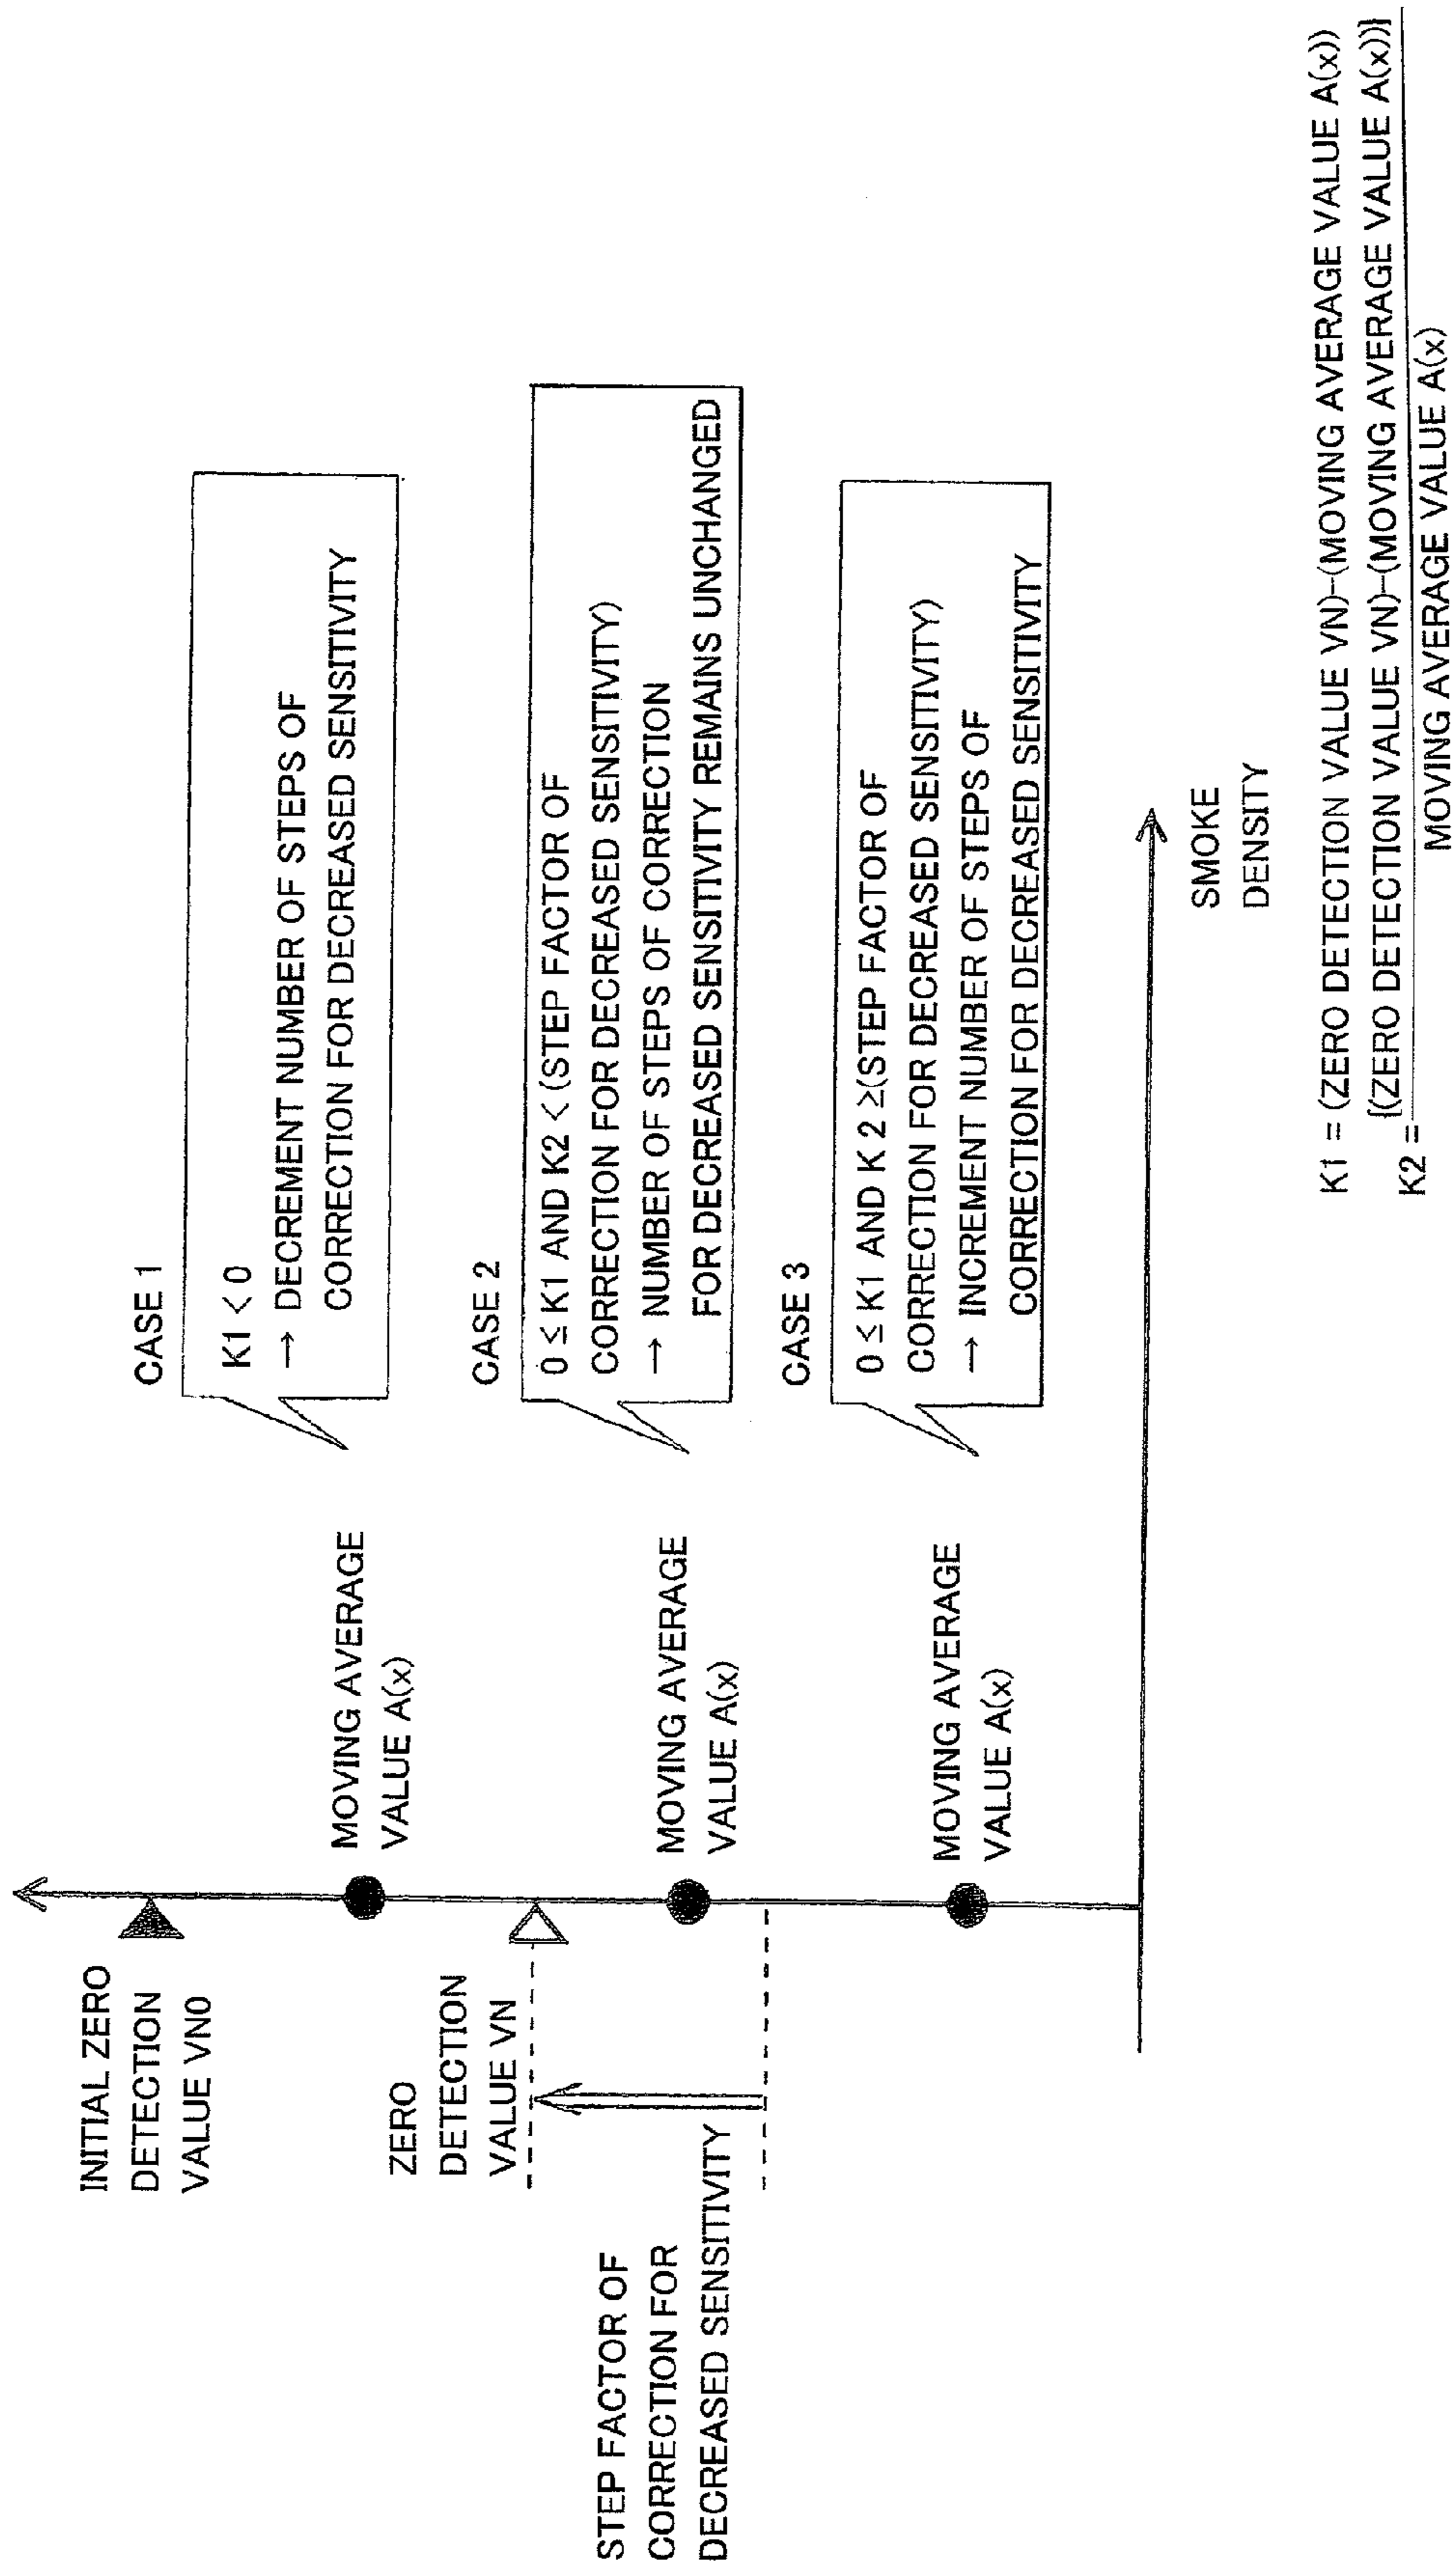 INITIAL ZERO
DETECTION
VALUE VN0
ZERO
DETECTION
VALUE VN
STEP FACTOR OF
CORRECTION FOR
DECREASED SENSITIVITY
MOVING AVERAGE
VALUE A(x)
MOVING AVERAGE
VALUE A(x)
MOVING AVERAGE
VALUE A(x)
CASE 1
K1 < 0
→ DECREMENT NUMBER OF STEPS OF
CORRECTION FOR DECREASED SENSITIVITY
CASE 2
0 ≤ K1 AND K2 < (STEP FACTOR OF
CORRECTION FOR DECREASED SENSITIVITY)
→ NUMBER OF STEPS OF CORRECTION
FOR DECREASED SENSITIVITY REMAINS UNCHANGED
CASE 3
0 ≤ K1 AND K 2 ≥(STEP FACTOR OF
CORRECTION FOR DECREASED SENSITIVITY)
→ INCREMENT NUMBER OF STEPS OF
CORRECTION FOR DECREASED SENSITIVITY
SMOKE
DENSITY
K1 = (ZERO DETECTION VALUE VN)-(MOVING AVERAGE VALUE A(x))
K2 = {(ZERO DETECTION VALUE VN)-(MOVING AVERAGE VALUE A(x))}
MOVING AVERAGE VALUE A(x)